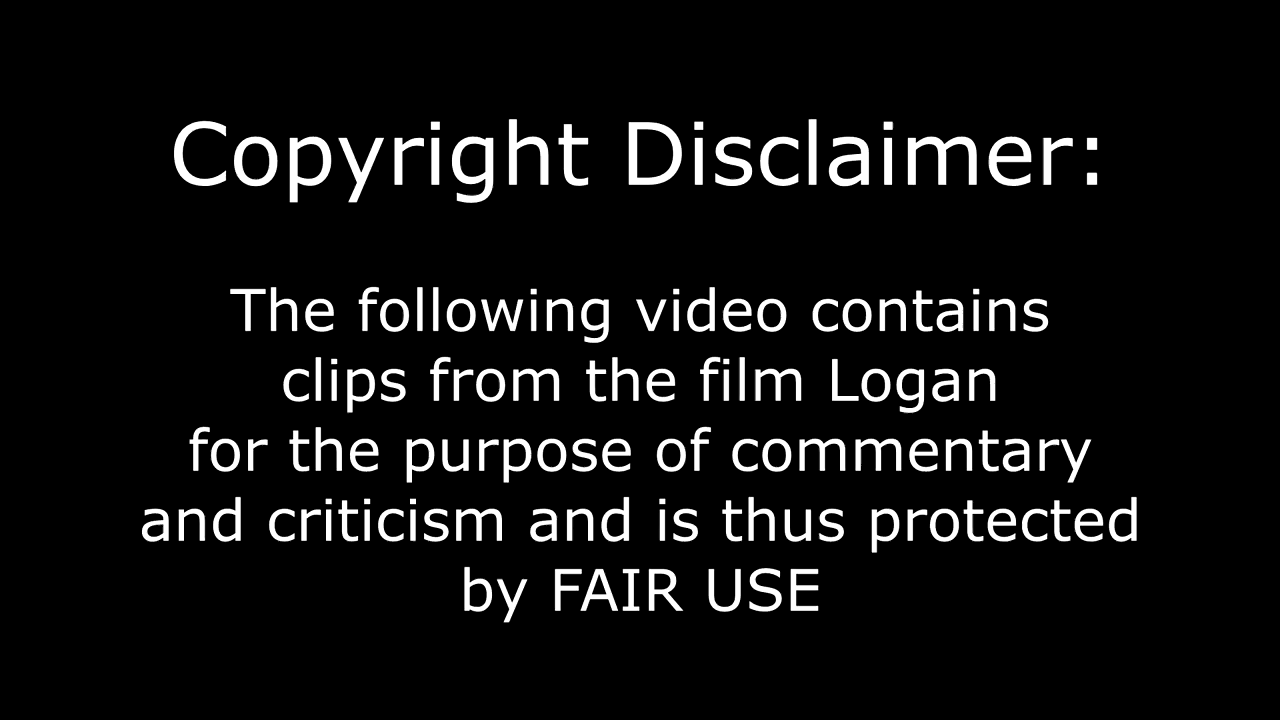 Copyright Disclaimer:
The following video contains
clips from the film Logan
for the purpose of commentary
and criticism and is thus protected
by FAIR USE